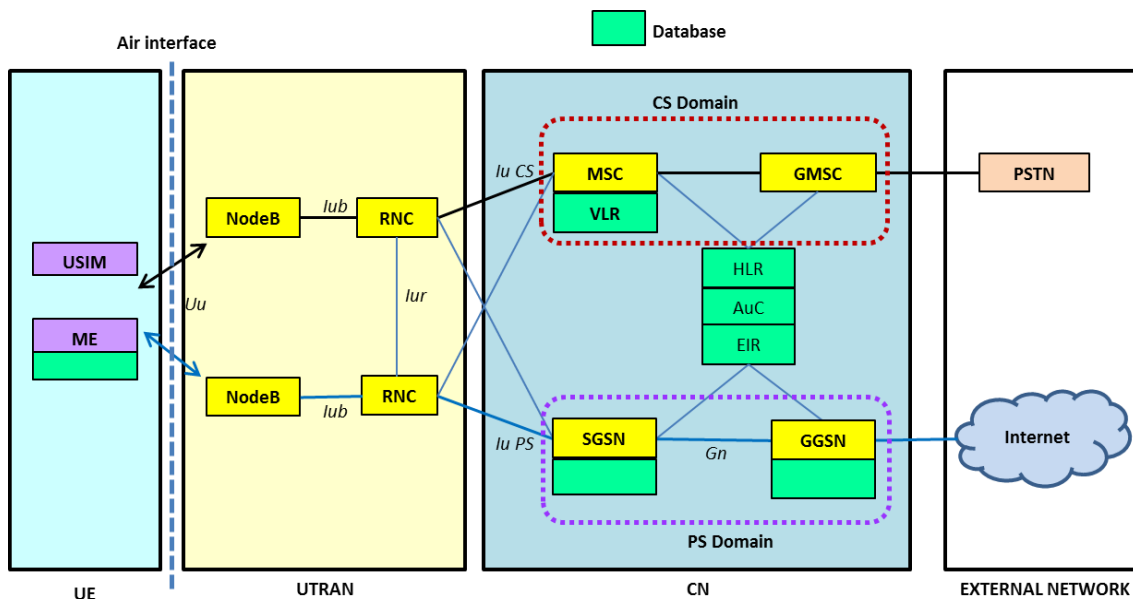 Air interface
Database
CS Domain
Iu CS
MSC
GMSC
PSTN
VLR
NodeB
Iub
RNC
USIM
HLR
Uu
Iur
AuC
ME
EIR
NodeB
Iub
RNC
SGSN
GGSN
Internet
Iu PS
Gn
PS Domain
UE
UTRAN
CN
EXTERNAL NETWORK